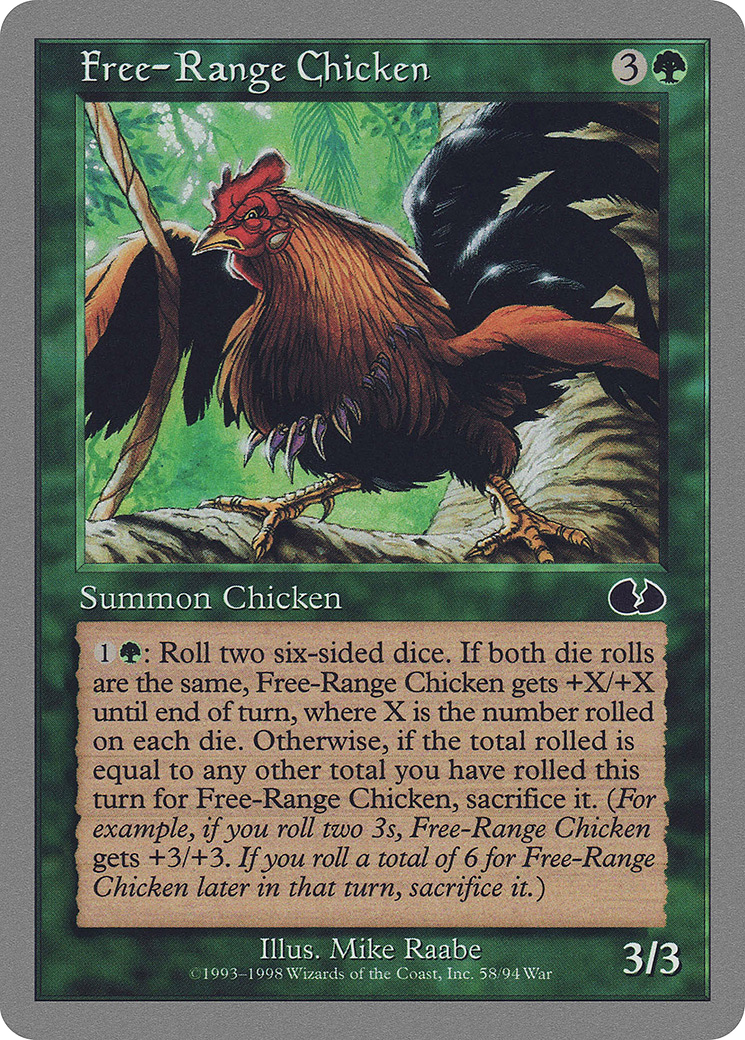 Free-Range Chicken 3
Summon Chicken
1 : Roll two six-sided dice. If both die rolls
are the same, Free-Range Chicken gets +X/+X
until end of turn, where X is the number rolled
on each die. Otherwise, if the total rolled is
equal to any other total you have rolled this
turn for Free-Range Chicken, sacrifice it. (For
example, if you roll two 3s, Free-Range Chicken
gets +3/+3. If you roll a total of 6 for Free-Range
Chicken later in that turn, sacrifice it.)
Illus. Mike Raabe
©1993–1998 Wizards of the Coast, Inc. 58/94 War
3/3